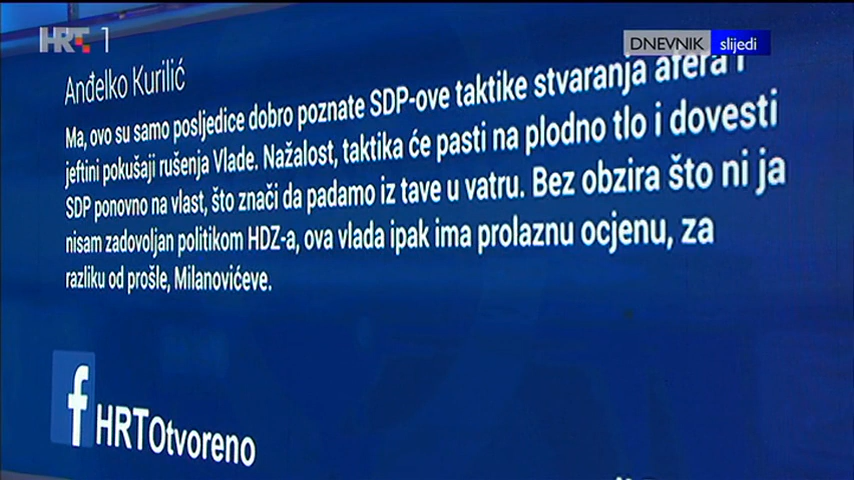 HRT 1
DNEVNIK slijedi
Anđelko Kurilić
Ma, ovo su samo posljedice dobro poznate SDP-ove taktike stvaranja afera i
jeftini pokušaji rušenja Vlade. Nažalost, taktika će pasti na plodno tlo i dovesti
SDP ponovno na vlast, što znači da padamo iz tave u vatru. Bez obzira što ni ja
nisam zadovoljan politikom HDZ-a, ova vlada ipak ima prolaznu ocjenu, za
razliku od prošle, Milanovićeve.
f HRTOtvoreno